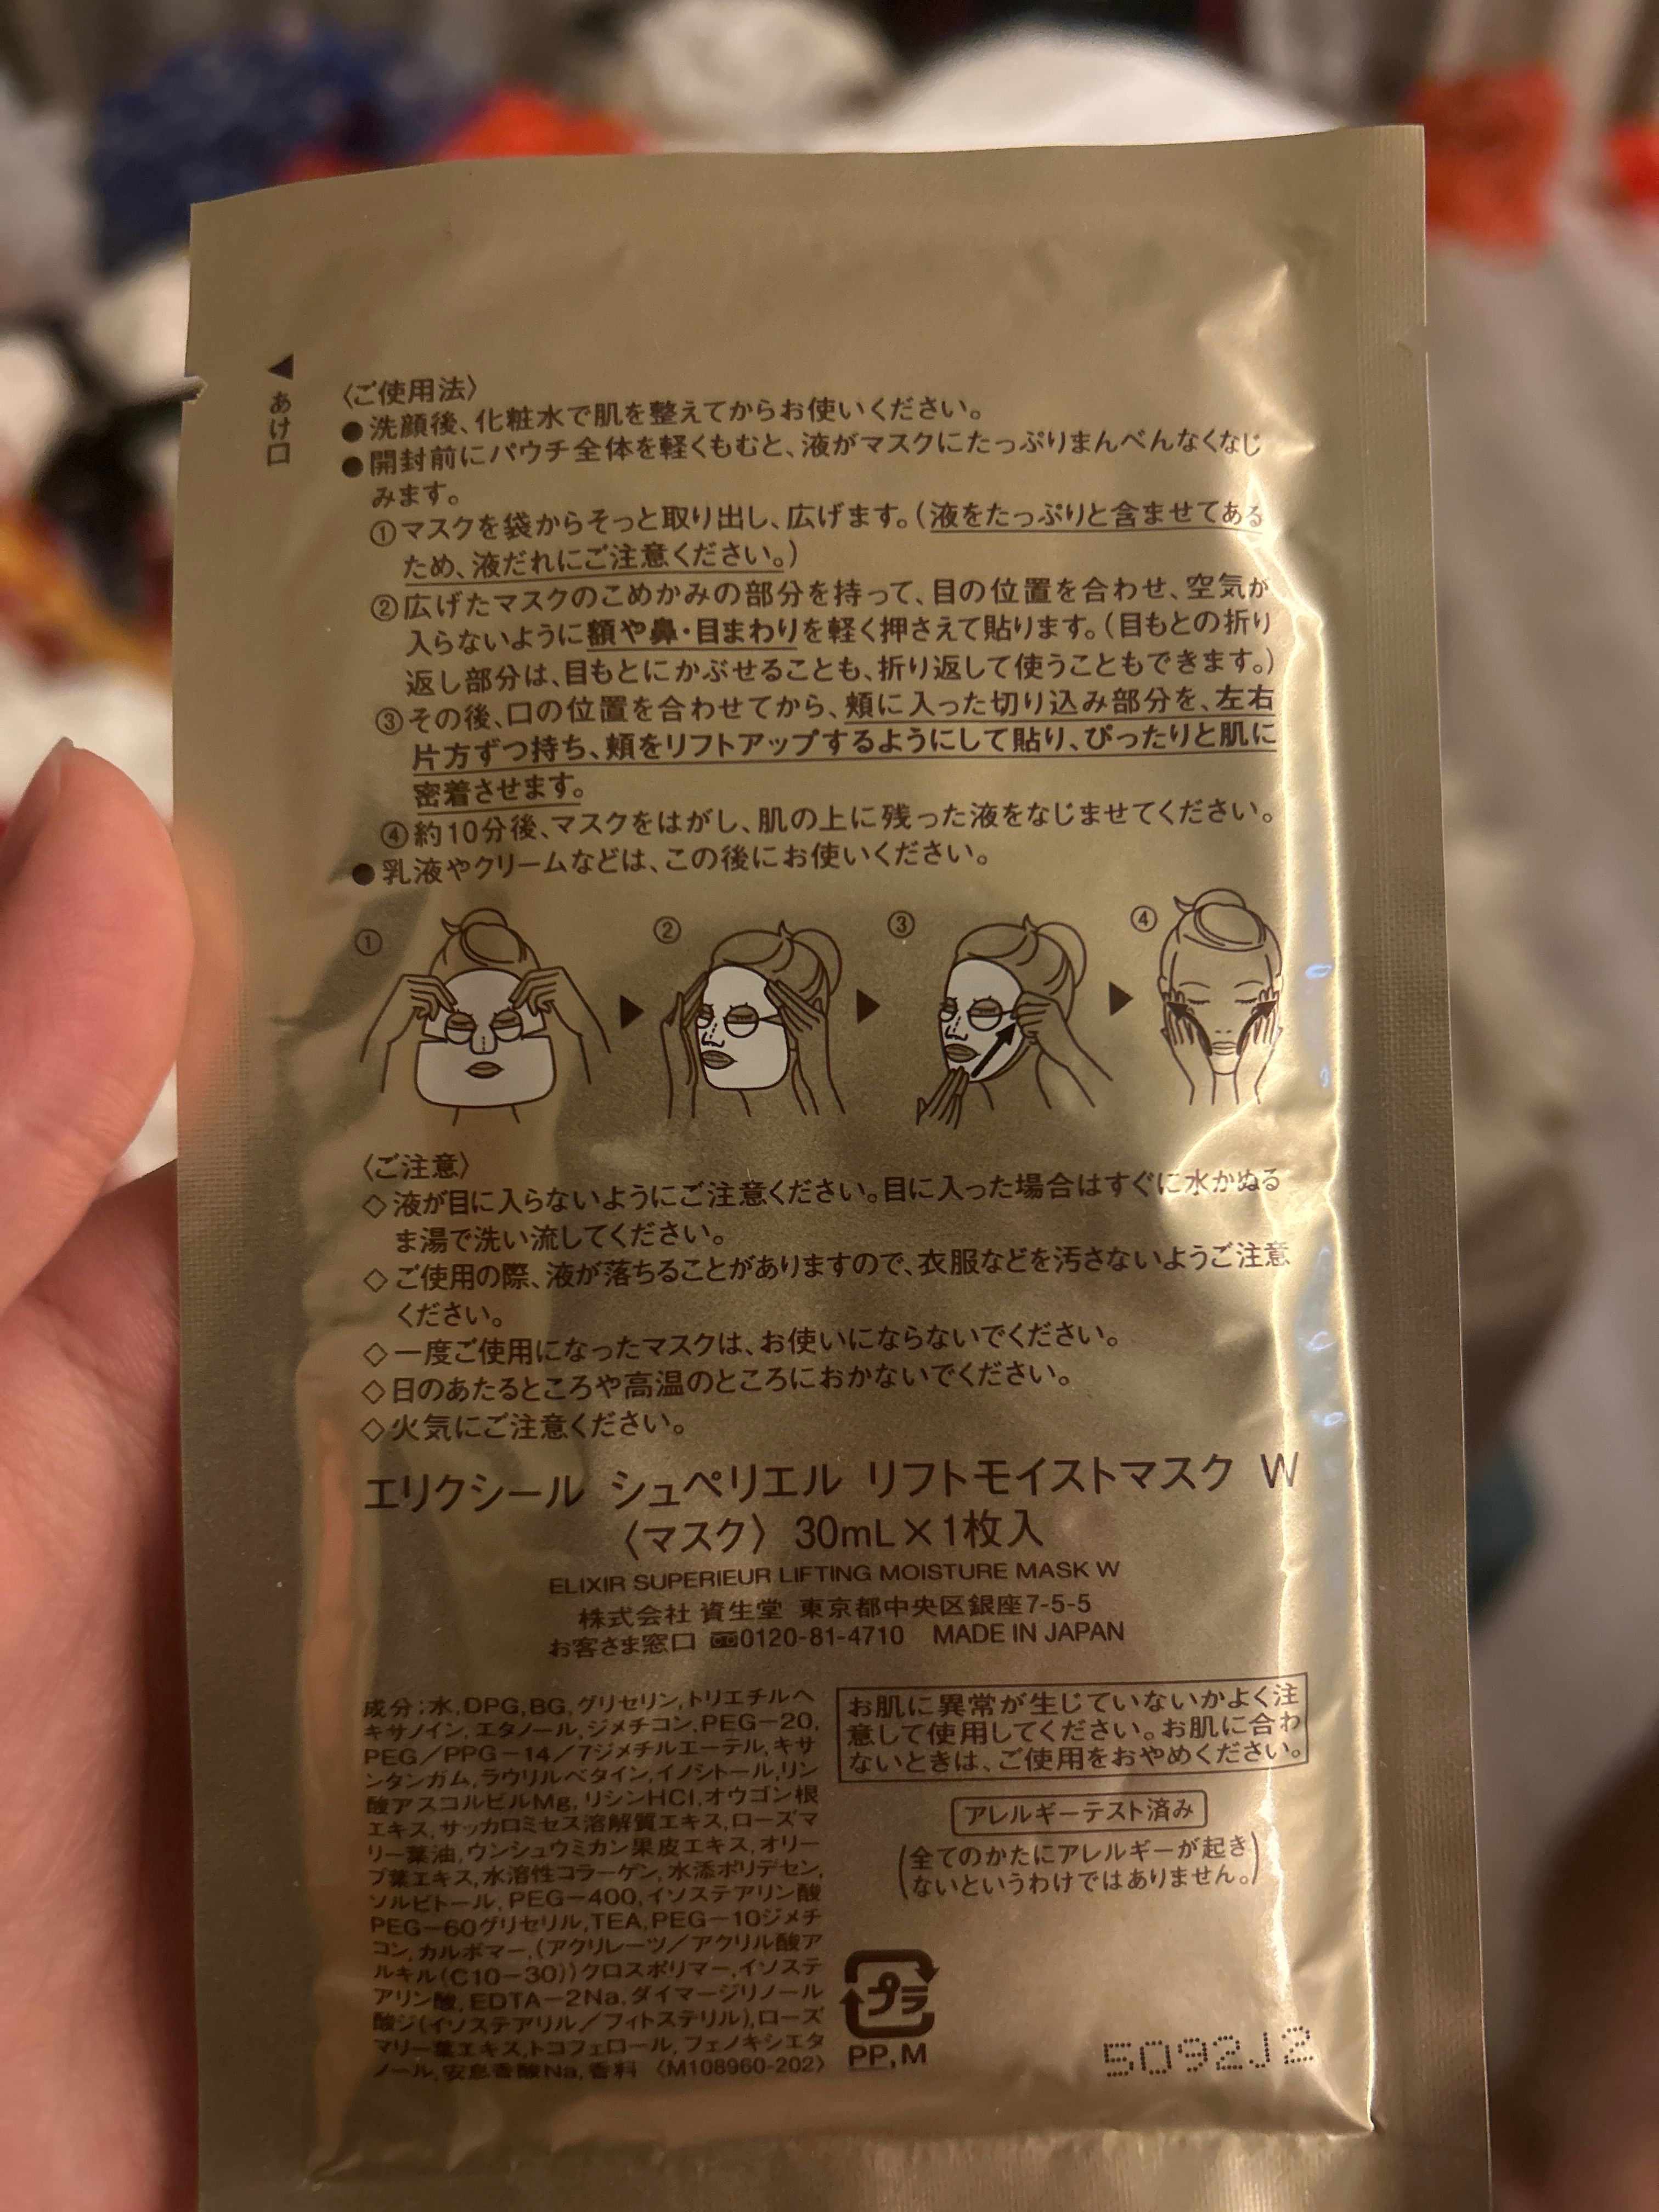 あけ口
〈ご使用法〉
●洗顔後、化粧水で肌を整えてからお使いください。
●開封前にパウチ全体を軽くもむと、液がマスクにたっぷりまんべんなくなじ
みます。
①マスクを袋からそっと取り出し、広げます。(液をたっぷりと含ませてある
ため、液だれにご注意ください。)
②広げたマスクのこめかみの部分を持って、目の位置を合わせ、空気が
入らないように額や鼻・目まわりを軽く押さえて貼ります。(目もとの折り
返し部分は、目もとにかぶせることも、折り返して使うこともできます。)
③その後、口の位置を合わせてから、頬に入った切り込み部分を、左右
片方ずつ持ち、頬をリフトアップするようにして貼り、ぴったりと肌に
密着させます。
④約10分後、マスクをはがし、肌の上に残った液をなじませてください。
●乳液やクリームなどは、この後にお使いください。
① ② ③ ④
〈ご注意〉
◇液が目に入らないようにご注意ください。目に入った場合はすぐに水かぬる
ま湯で洗い流してください。
◇ご使用の際、液が落ちることがありますので、衣服などを汚さないようご注意
ください。
◇一度ご使用になったマスクは、お使いにならないでください。
◇日のあたるところや高温のところにおかないでください。
◇火気にご注意ください。
エリクシール シュペリエル リフトモイストマスク W
〈マスク〉 30mL×1枚入
ELIXIR SUPERIEUR LIFTING MOISTURE MASK W
株式会社 資生堂 東京都中央区銀座7-5-5
お客さま窓口 0120-81-4710 MADE IN JAPAN
成分:水,DPG,BG,グリセリン,トリエチルヘ
キサノイン,エタノール,ジメチコン,PEG-20,
PEG/PPG-14/7ジメチルエーテル,キサ
ンタンガム,ラウリルベタイン,イノシトール,リン
酸アスコルビルMg,リシンHCl,オウゴン根
エキス,サッカロミセス溶解質エキス,ローズマ
リー葉油,ウンシュウミカン果皮エキス,オリー
ブ葉エキス,水溶性コラーゲン,水添ポリデセン,
ソルビトール,PEG-400,イソステアリン酸
PEG-60グリセリル,TEA,PEG-10ジメチ
コン,カルボマー,(アクリレーツ/アクリル酸ア
ルキル(C10-30))クロスポリマー,イソステ
アリン酸,EDTA-2Na,ダイマージリノール
酸ジ(イソステアリル/フィトステリル),ローズ
マリー葉エキス,トコフェロール,フェノキシエタ
ノール,安息香酸Na,香料 〈M108960-202〉
お肌に異常が生じていないかよく注
意して使用してください。お肌に合わ
ないときは、ご使用をおやめください。
アレルギーテスト済み
(全てのかたにアレルギーが起き
ないというわけではありません。)
プラ
PP,M
5092J2